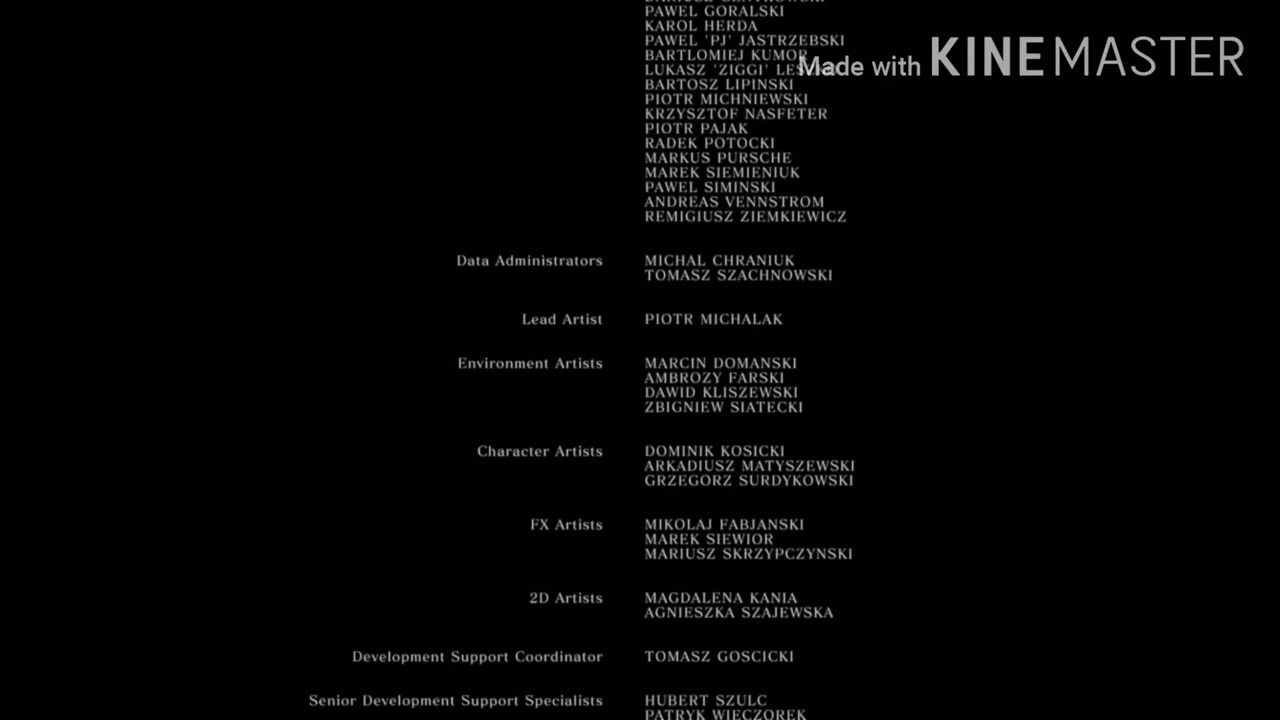 PAWEL GORALSKI
KAROL HERDA
PAWEL 'PJ' JASTRZEBSKI
BARTLOMIEJ KUMOR
Made with KINEMASTER
LUKASZ 'ZIGGI'
BARTOSZ LIPINSKI
PIOTR MICHNIEWSKI
KRZYSZTOF NASFETER
PIOTR PAJAK
RADEK POTOCKI
MARKUS PURSCHE
MAREK SIEMIENIUK
PAWEL SIMINSKI
ANDREAS VENNSTROM
REMIGIUSZ ZIEMKIEWICZ
Data Administrators MICHAL CHRANIUK
TOMASZ SZACHNOWSKI
Lead Artist PIOTR MICHALAK
Environment Artists MARCIN DOMANSKI
AMBROZY FARSKI
DAWID KLISZEWSKI
ZBIGNIEW SIATECKI
Character Artists DOMINIK KOSICKI
ARKADIUSZ MATYSZEWSKI
GRZEGORZ SURDYKOWSKI
FX Artists MIKOLAJ FABJANSKI
MAREK SIEWIOR
MARIUSZ SKRZYPCZYNSKI
2D Artists MAGDALENA KANIA
AGNIESZKA SZAJEWSKA
Development Support Coordinator TOMASZ GOSCICKI
Senior Development Support Specialists HUBERT SZULC
PATRYK WIECZOREK